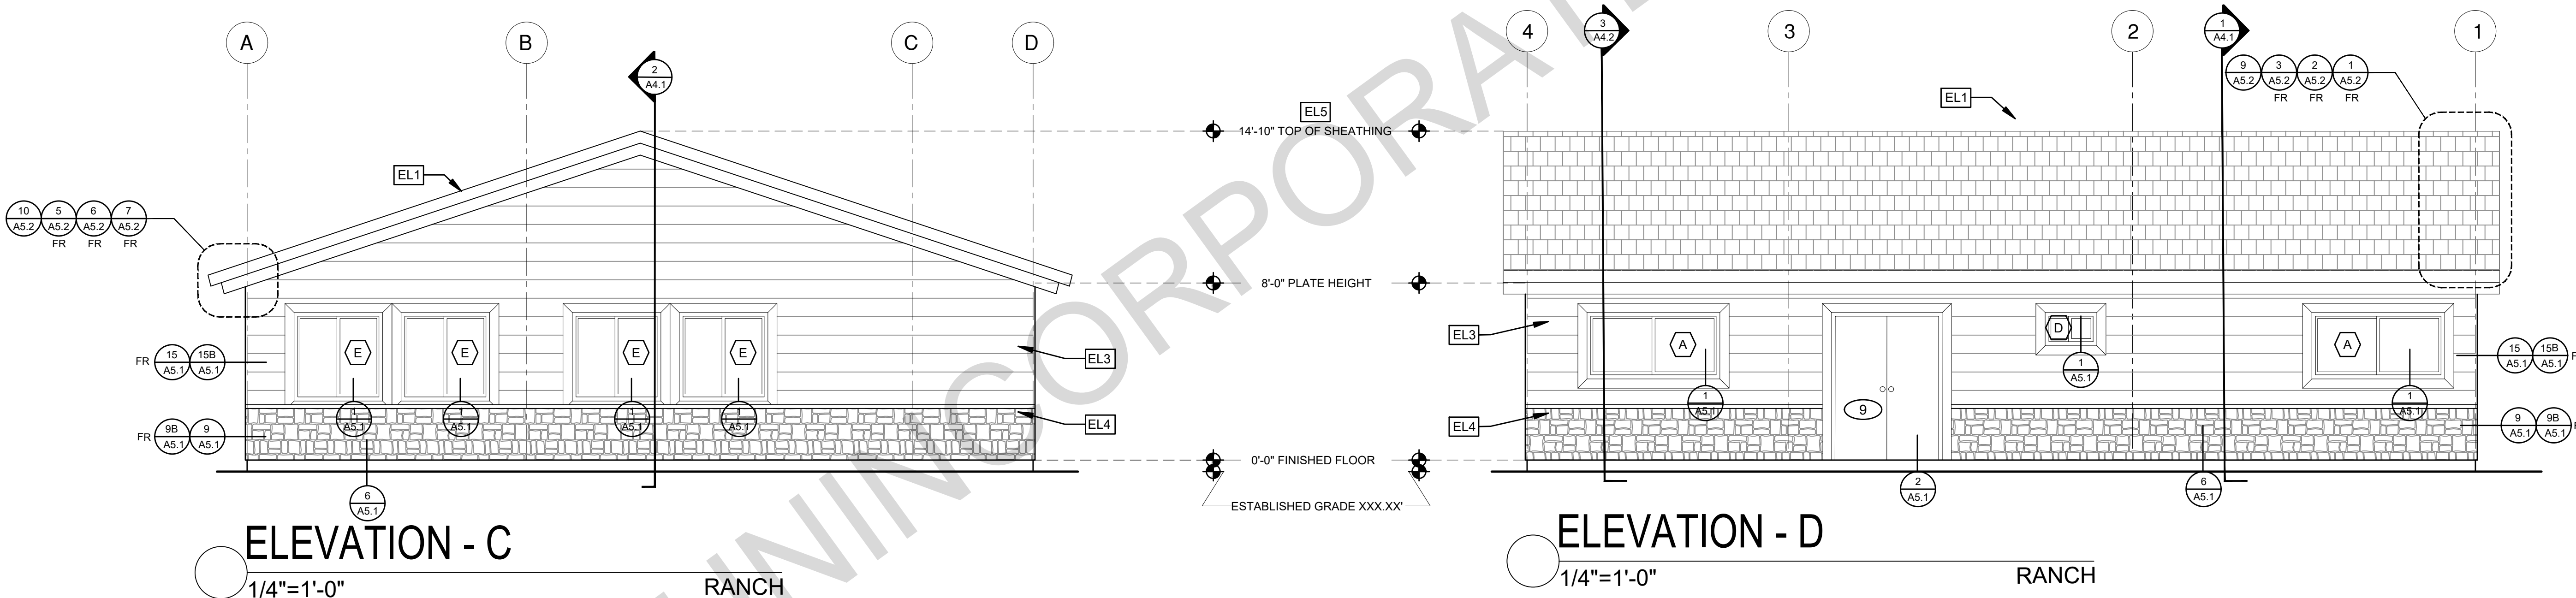 A
B
C
D
2
A4.1
EL1
10
A5.2
5
A5.2
FR
6
A5.2
FR
7
A5.2
FR
E
E
E
E
EL3
FR
15
A5.1
15B
A5.1
1
A5.1
1
A5.1
1
A5.1
1
A5.1
EL4
FR
9B
A5.1
9
A5.1
6
A5.1
ELEVATION - C
1/4"=1'-0"
RANCH
EL5
14'-10" TOP OF SHEATHING
8'-0" PLATE HEIGHT
0'-0" FINISHED FLOOR
ESTABLISHED GRADE XXX.XX'
4
3
A4.2
3
2
1
A4.1
1
9
A5.2
3
A5.2
FR
2
A5.2
FR
1
A5.2
FR
EL1
EL3
A
D
A
1
A5.1
1
A5.1
1
A5.1
15
A5.1
15B
A5.1
EL4
9
9
A5.1
9B
A5.1
2
A5.1
6
A5.1
ELEVATION - D
1/4"=1'-0"
RANCH